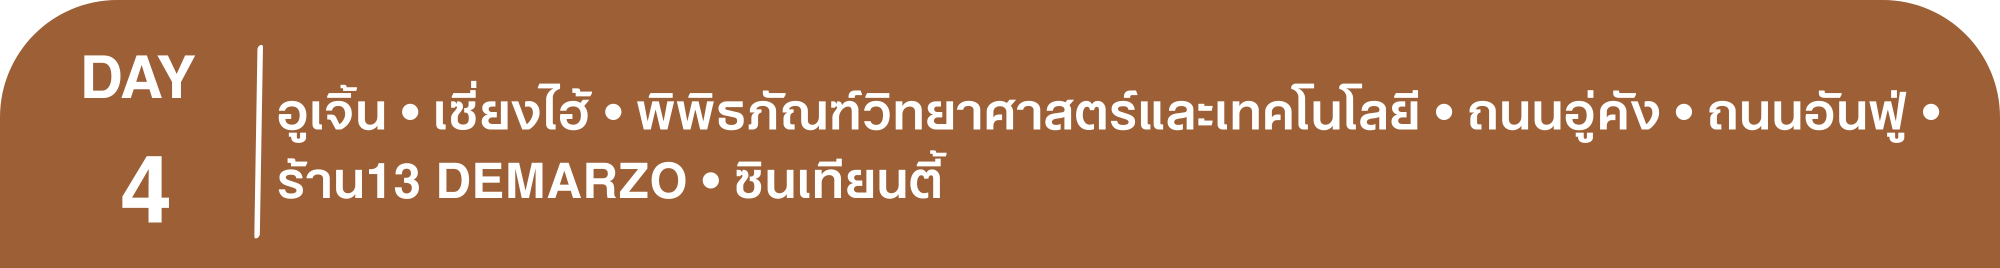 DAY
4
อูเจิ้น • เซี่ยงไฮ้ • พิพิธภัณฑ์วิทยาศาสตร์และเทคโนโลยี • ถนนอู่คัง • ถนนอันฟู่ •
ร้าน13 DEMARZO • ซินเทียนตี้